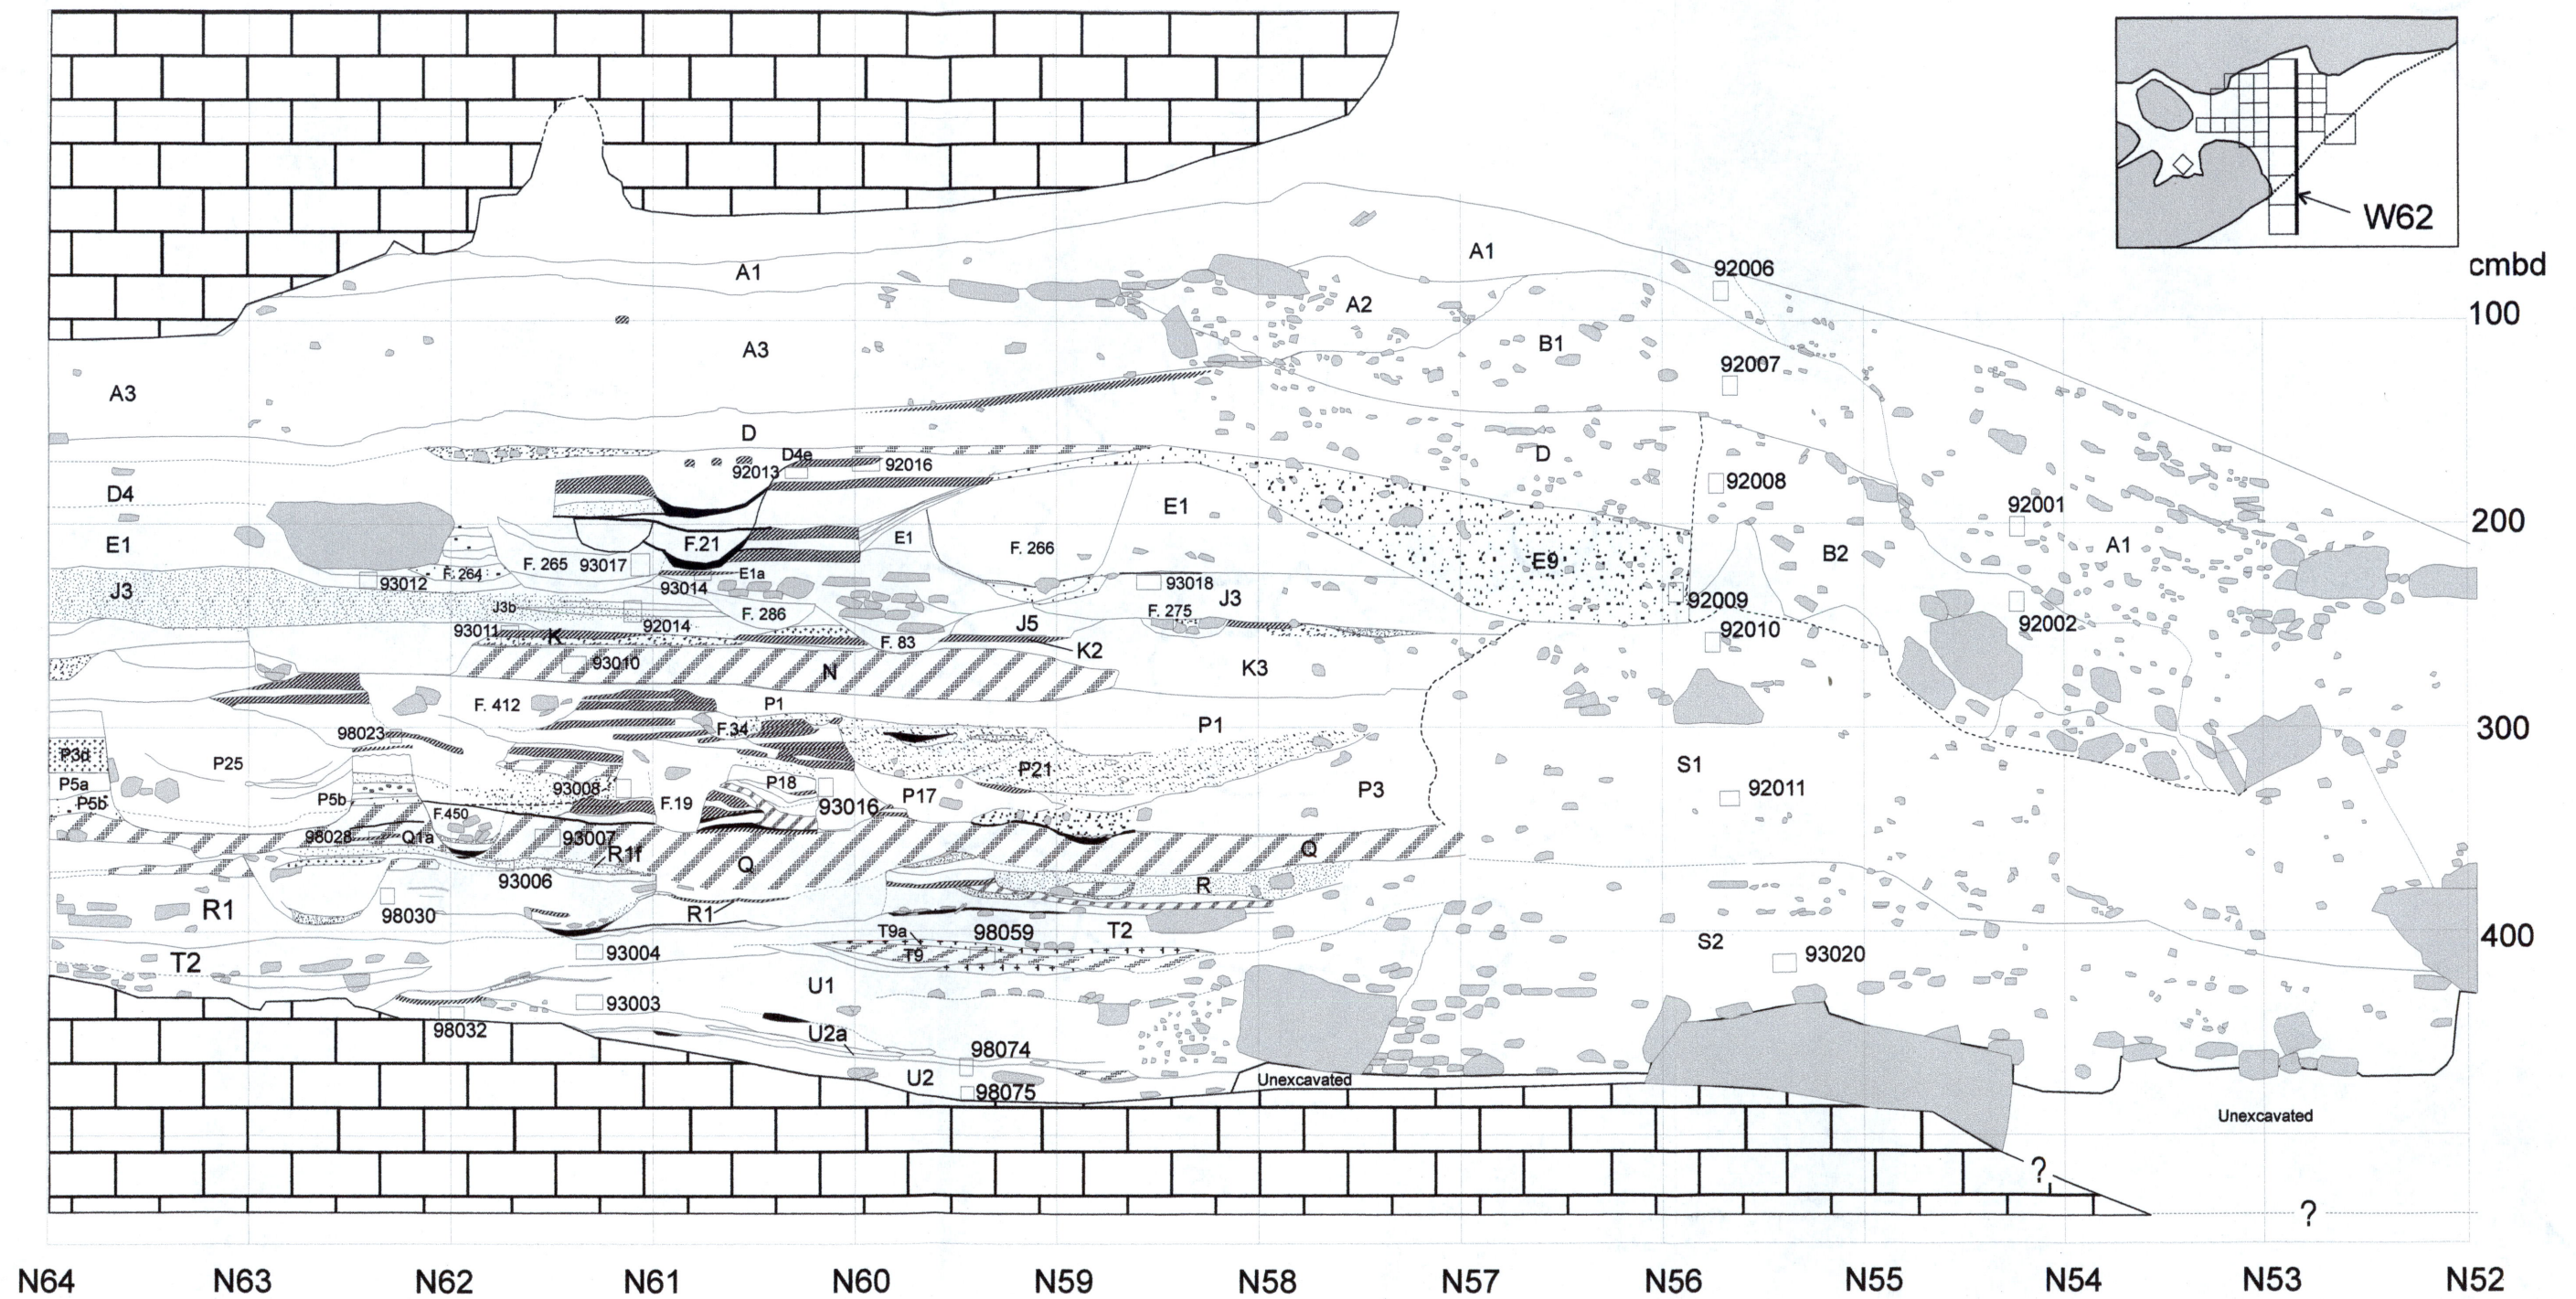 W62
cmbd
A1
92006
A1
A2
100
A3
B1
92007
A3
D
D4e
D
92013
92016
92008
D4
E1
92001
200
E1
F.21
E1
F. 266
B2
A1
E9
F. 265
93017
F. 264
E1a
93012
93014
93018
J3
J3
92009
J3b
F. 286
F. 275
92014
J5
92002
93011
K
F. 83
92010
K2
93010
N
K3
F. 412
P1
P1
300
98023
F.34
P3d
P25
P21
S1
P5a
93008
P18
P3
92011
P5b
P5b
F.19
93016
P17
F.450
98028
Q1a
93007
R1f
Q
Q
93006
R
R1
98030
R1
T9a
98059
T2
400
S2
93004
T9
93020
T2
U1
93003
98032
U2a
98074
U2
Unexcavated
98075
Unexcavated
?
?
N64 N63 N62 N61 N60 N59 N58 N57 N56 N55 N54 N53 N52